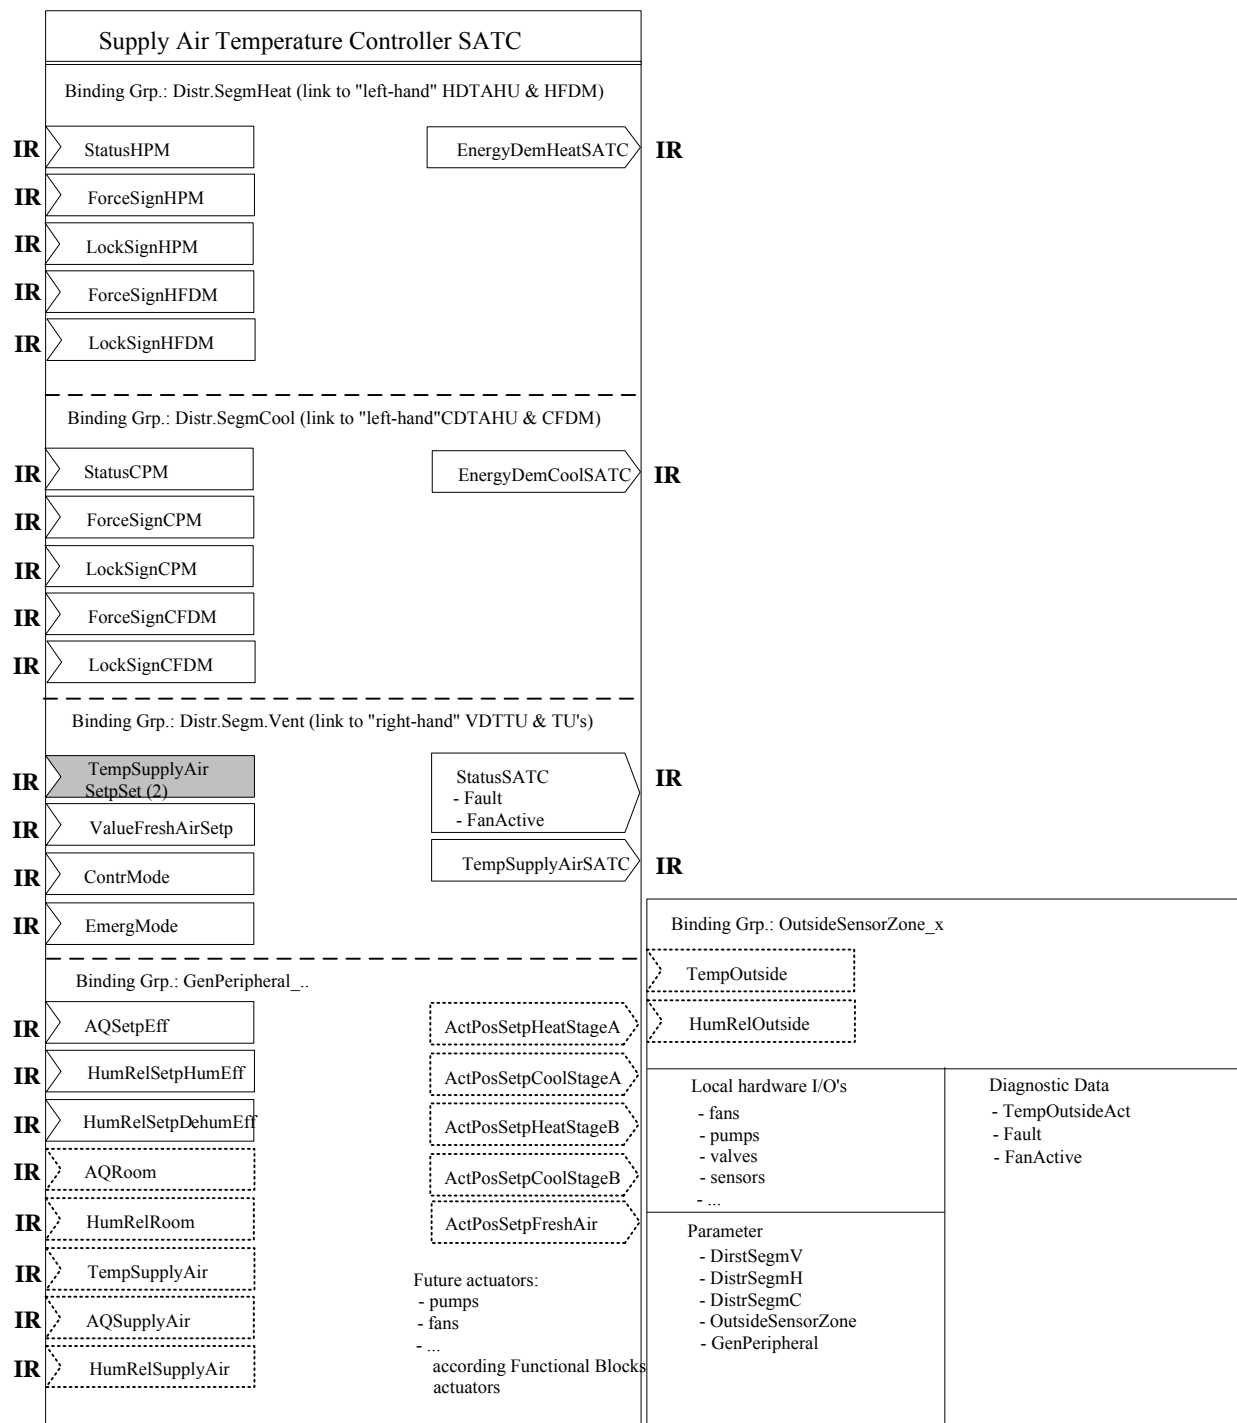 Supply Air Temperature Controller SATC
Binding Grp.: Distr.SegmHeat (link to "left-hand" HDTAHU & HFDM)
IR StatusHPM EnergyDemHeatSATC IR
IR ForceSignHPM
IR LockSignHPM
IR ForceSignHFDM
IR LockSignHFDM
Binding Grp.: Distr.SegmCool (link to "left-hand"CDTAHU & CFDM)
IR StatusCPM EnergyDemCoolSATC IR
IR ForceSignCPM
IR LockSignCPM
IR ForceSignCFDM
IR LockSignCFDM
Binding Grp.: Distr.Segm.Vent (link to "right-hand" VDTTU & TU's)
IR TempSupplyAir
SetpSet (2)
IR ValueFreshAirSetp
IR ContrMode
IR EmergMode
StatusSATC IR
- Fault
- FanActive
TempSupplyAirSATC IR
Binding Grp.: GenPeripheral_..
IR AQSetpEff
IR HumRelSetpHumEff
IR HumRelSetpDehumEff
IR AQRoom
IR HumRelRoom
IR TempSupplyAir
IR AQSupplyAir
IR HumRelSupplyAir
ActPosSetpHeatStageA
ActPosSetpCoolStageA
ActPosSetpHeatStageB
ActPosSetpCoolStageB
ActPosSetpFreshAir
Future actuators:
- pumps
- fans
- ...
according Functional Blocks
actuators
Binding Grp.: OutsideSensorZone_x
TempOutside
HumRelOutside
Local hardware I/O's
- fans
- pumps
- valves
- sensors
- ...
Diagnostic Data
- TempOutsideAct
- Fault
- FanActive
Parameter
- DirstSegmV
- DistrSegmH
- DistrSegmC
- OutsideSensorZone
- GenPeripheral